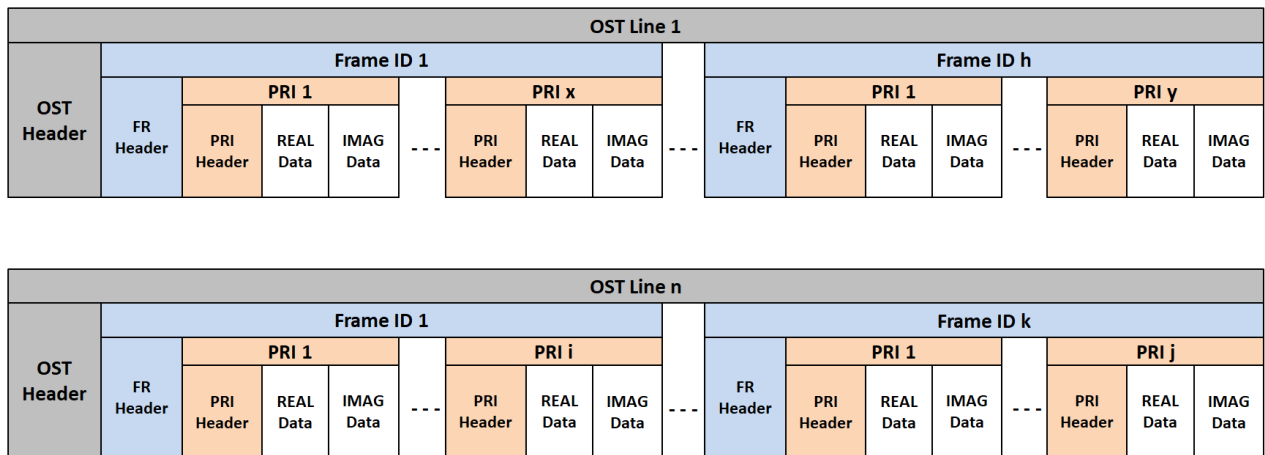 OST Line 1
Frame ID 1 Frame ID h
OST Header
FR Header
PRI 1
PRI Header
REAL Data
IMAG Data
- - -
PRI x
PRI Header
REAL Data
IMAG Data
- - -
FR Header
PRI 1
PRI Header
REAL Data
IMAG Data
- - -
PRI y
PRI Header
REAL Data
IMAG Data
OST Line n
Frame ID 1 Frame ID k
OST Header
FR Header
PRI 1
PRI Header
REAL Data
IMAG Data
- - -
PRI i
PRI Header
REAL Data
IMAG Data
- - -
FR Header
PRI 1
PRI Header
REAL Data
IMAG Data
- - -
PRI j
PRI Header
REAL Data
IMAG Data